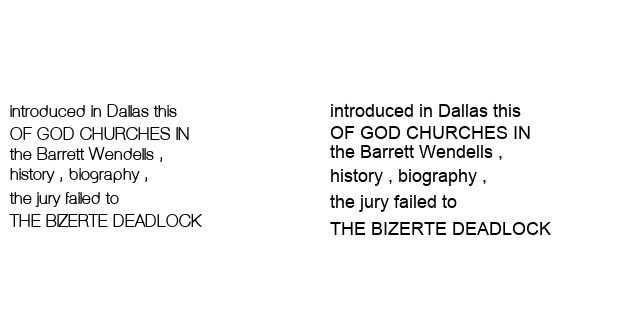 introduced in Dallas this
OF GOD CHURCHES IN
the Barrett Wendells ,
history , biography ,
the jury failed to
THE BIZERTE DEADLOCK
introduced in Dallas this
OF GOD CHURCHES IN
the Barrett Wendells ,
history , biography ,
the jury failed to
THE BIZERTE DEADLOCK